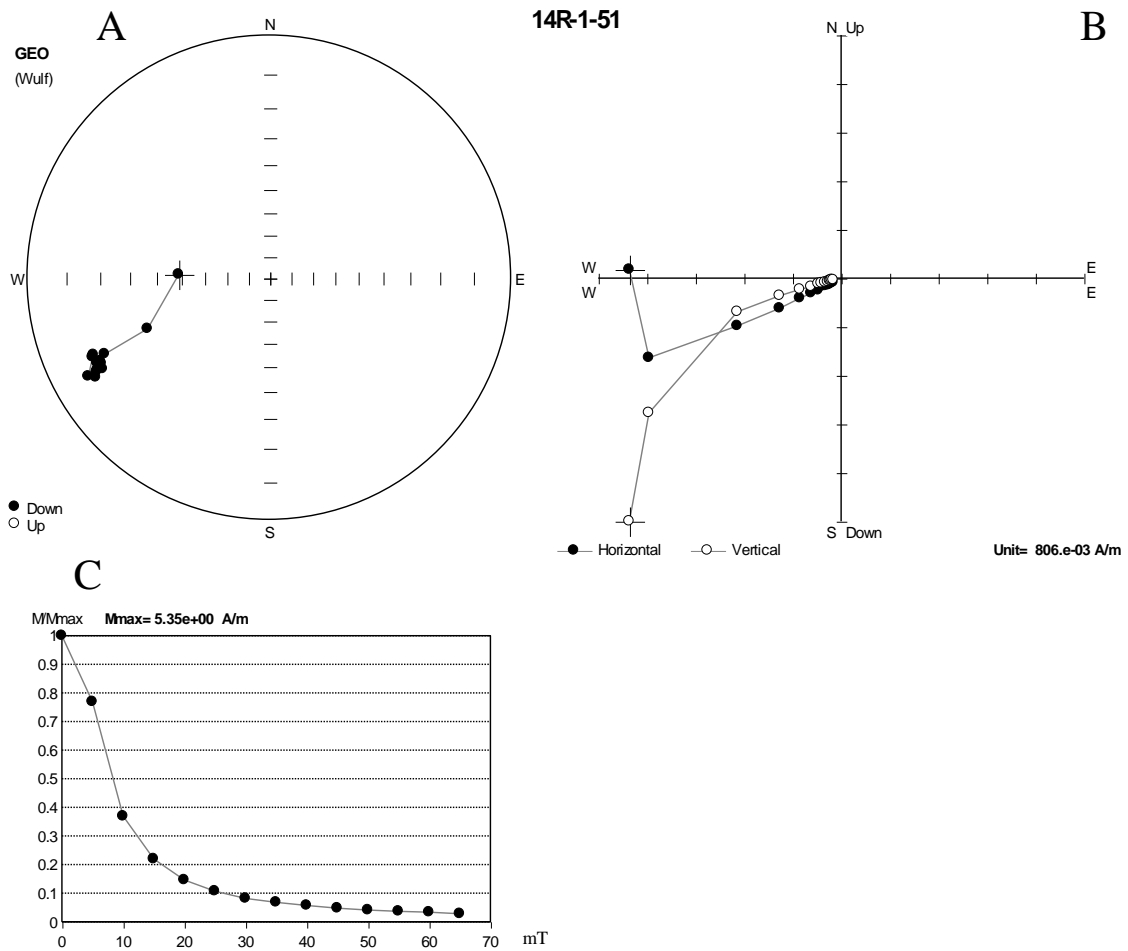 14R-1-51
A
GEO
(Wulf)
N
W
E
S
Down
Up
B
N Up
W
W
E
E
S Down
Horizontal
Vertical
Unit= 806.e-03 A/m
C
M/Mmax
Mmax= 5.35e+00 A/m
1
0.9
0.8
0.7
0.6
0.5
0.4
0.3
0.2
0.1
0
0 10 20 30 40 50 60 70 mT